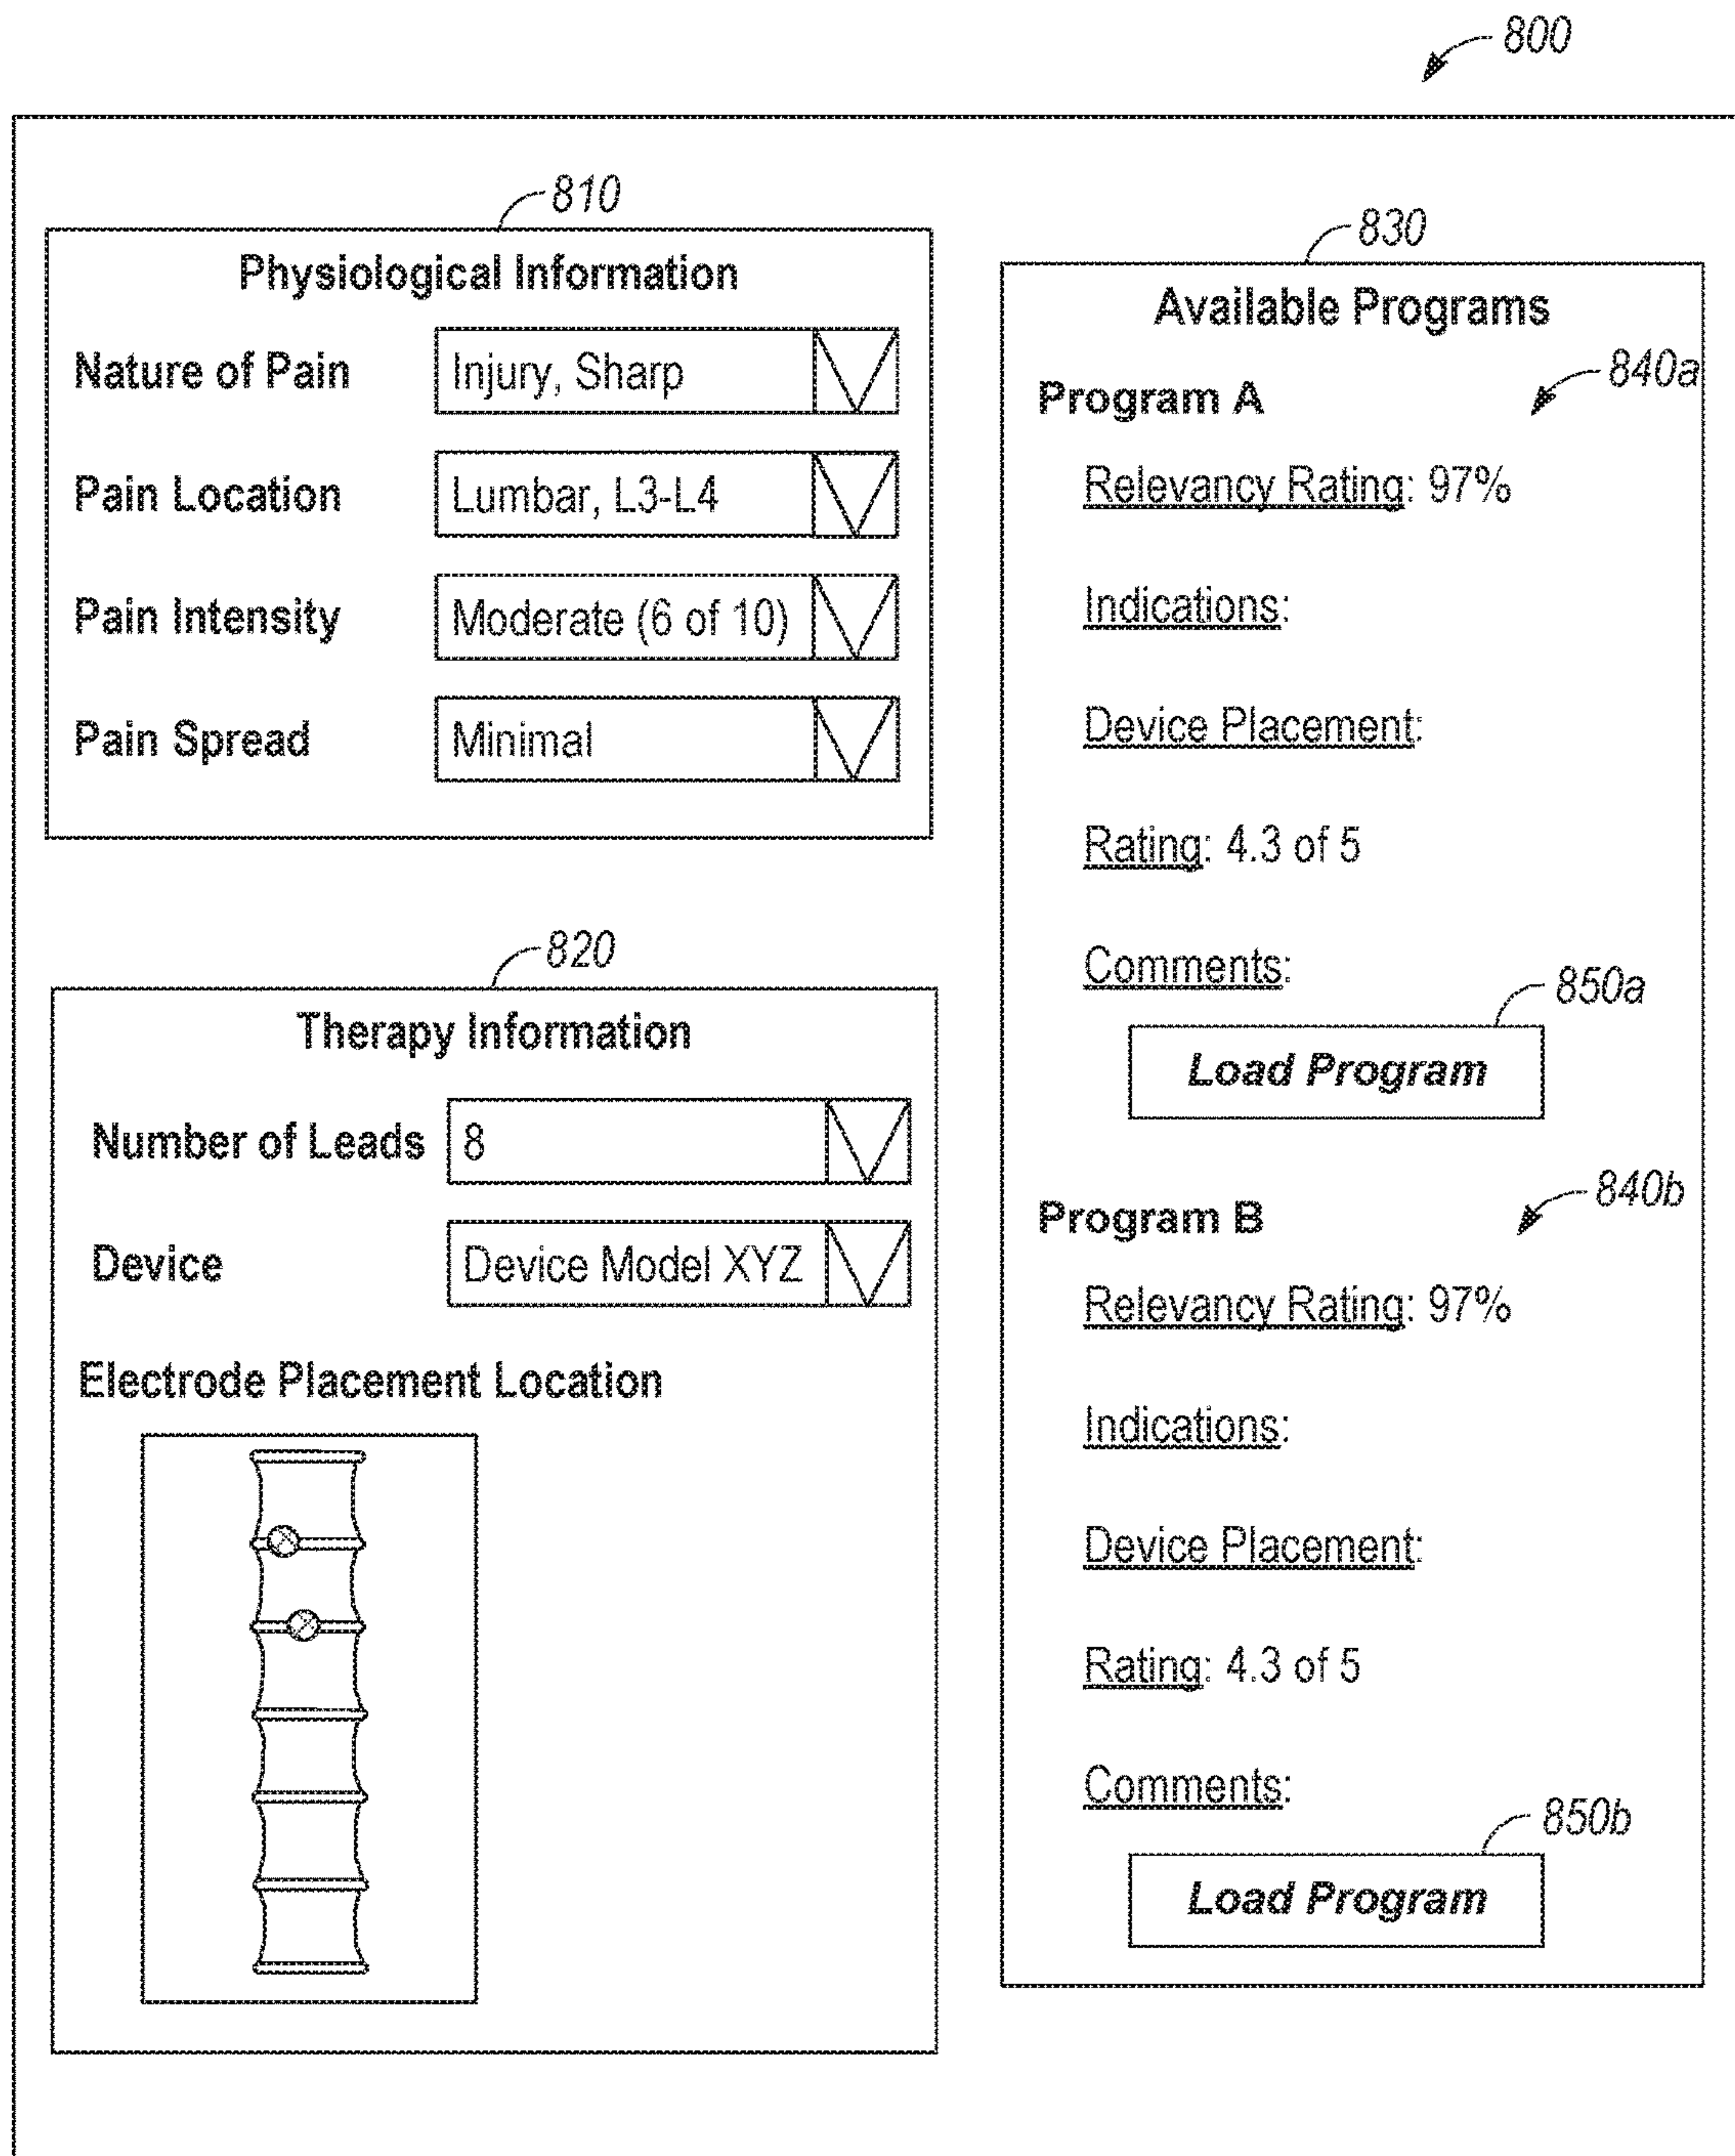 800
810
Physiological Information
Nature of Pain Injury, Sharp
Pain Location Lumbar, L3-L4
Pain Intensity Moderate (6 of 10)
Pain Spread Minimal
820
Therapy Information
Number of Leads 8
Device Device Model XYZ
Electrode Placement Location
830
Available Programs
840a
Program A
Relevancy Rating: 97%
Indications:
Device Placement:
Rating: 4.3 of 5
Comments:
850a
Load Program
840b
Program B
Relevancy Rating: 97%
Indications:
Device Placement:
Rating: 4.3 of 5
Comments:
850b
Load Program